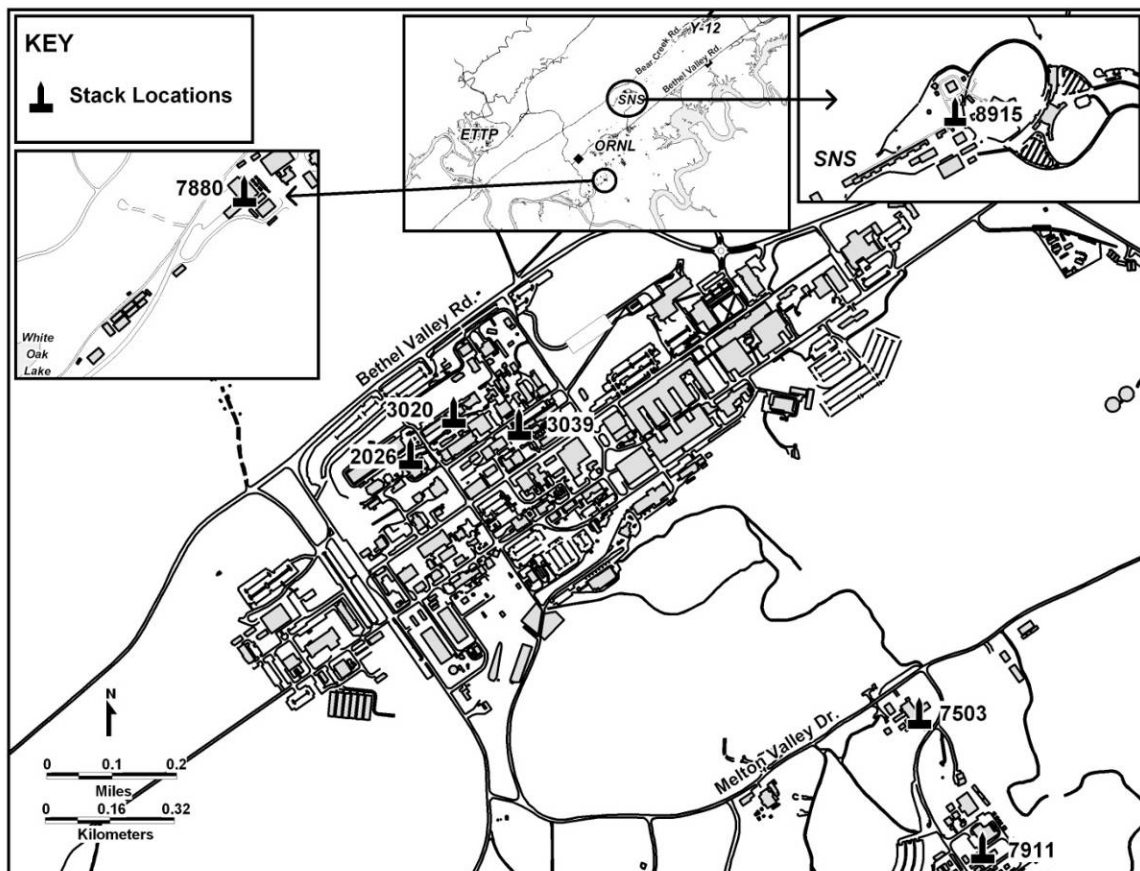 KEY
Stack Locations
7880
White
Oak
Lake
Y-12
Bear Creek Rd.
Bethel Valley Rd.
SNS
ETTP
ORNL
8915
SNS
Bethel Valley Rd.
3020
3039
2026
N
0 0.1 0.2
Miles
0 0.16 0.32
Kilometers
Melton Valley Dr.
7503
7911